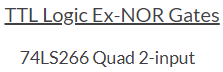 TTL Logic Ex-NOR Gates
74LS266 Quad 2-input